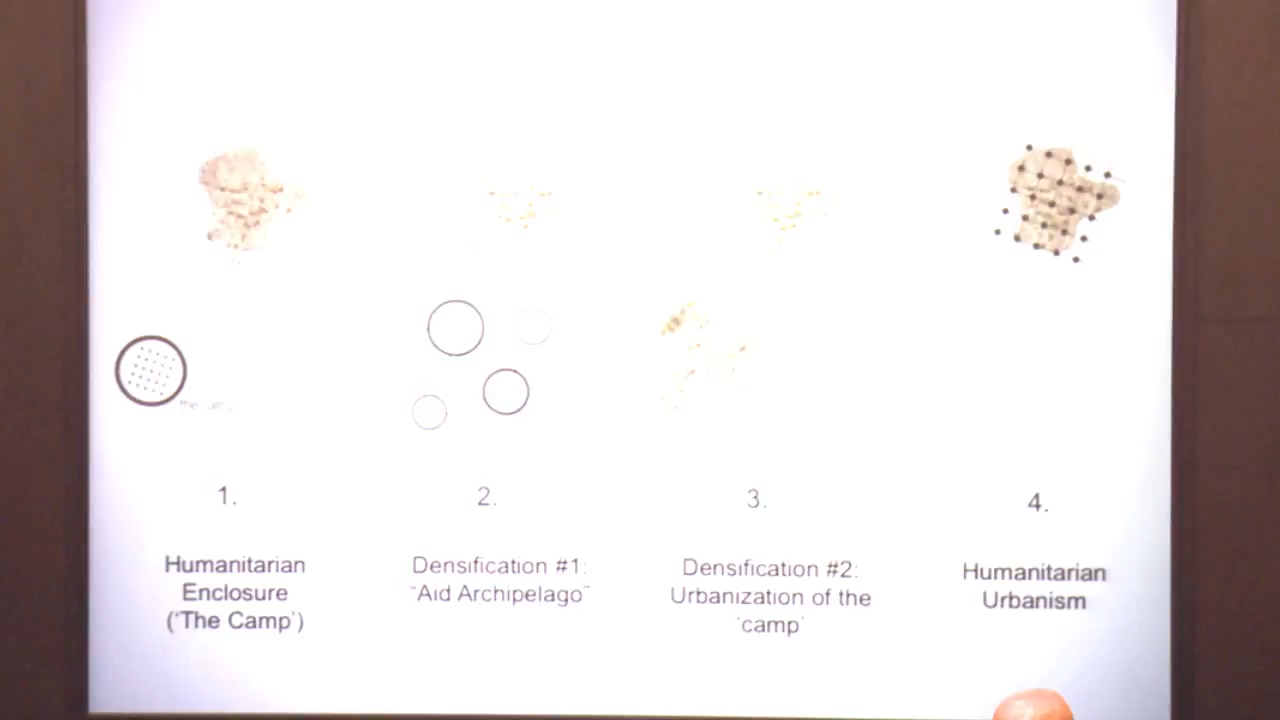 1.
Humanitarian
Enclosure
('The Camp')
2.
Densification #1:
"Aid Archipelago"
3.
Densification #2:
Urbanization of the
'camp'
4.
Humanitarian
Urbanism